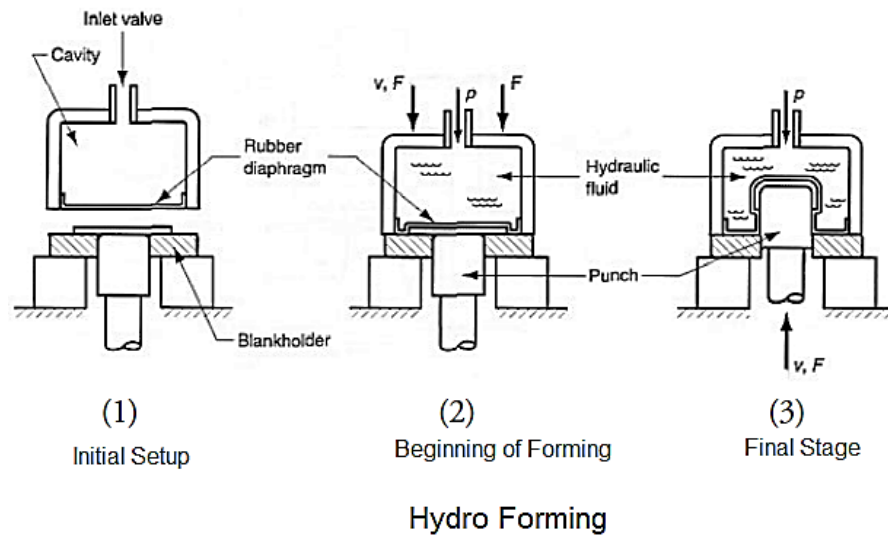 Inlet valve
Cavity
v, F
p
F
p
Rubber
diaphragm
Hydraulic
fluid
Punch
Blankholder
v, F
(1)
(2)
(3)
Initial Setup
Beginning of Forming
Final Stage
Hydro Forming